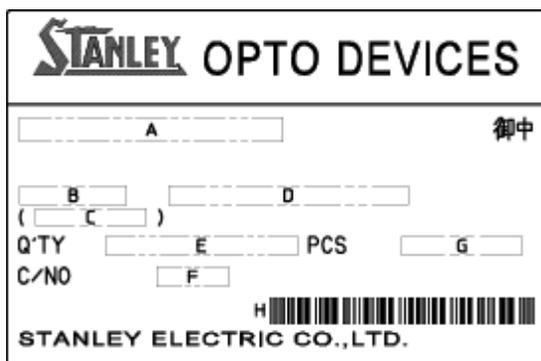 STANLEY OPTO DEVICES
A 御中
B D
( C )
Q'TY E PCS G
C/NO F
H
STANLEY ELECTRIC CO.,LTD.